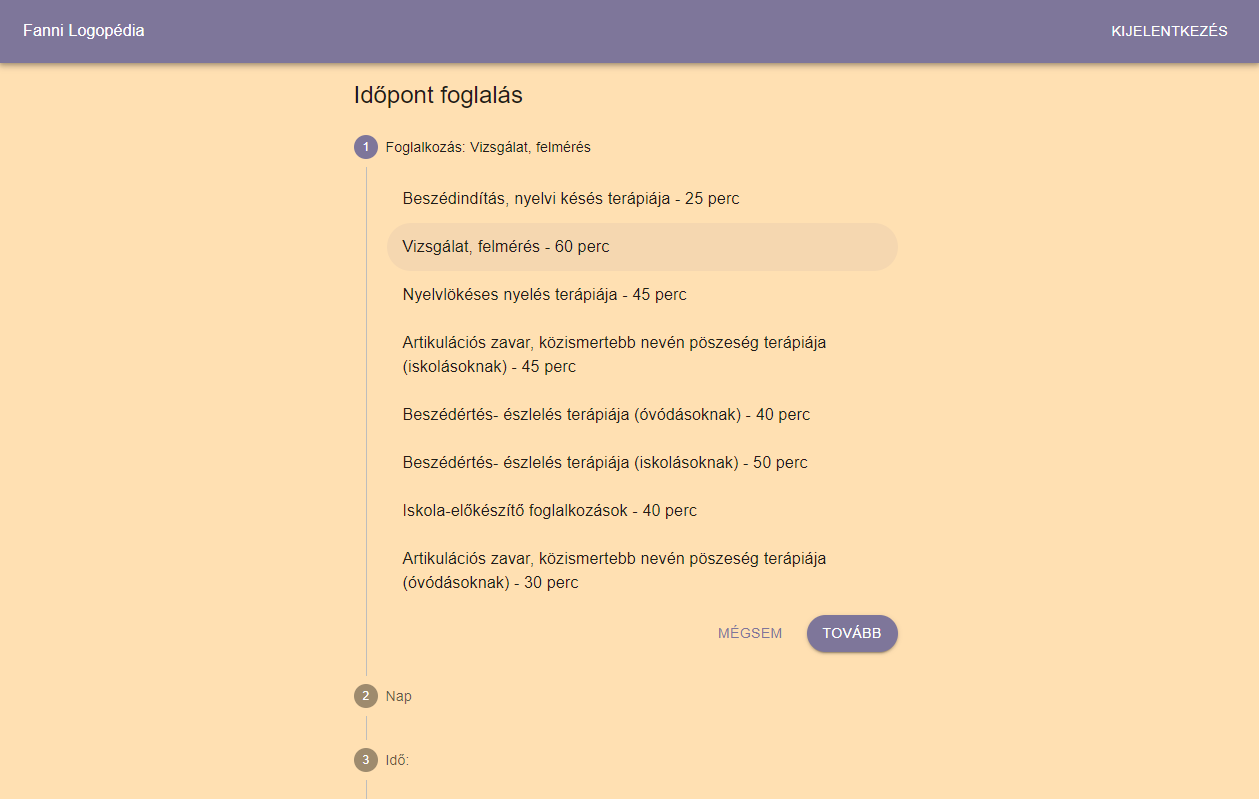 Fanni Logopédia
KIJELENTKEZÉS
Időpont foglalás
1 Foglalkozás: Vizsgálat, felmérés
Beszédindítás, nyelvi késés terápiája - 25 perc
Vizsgálat, felmérés - 60 perc
Nyelvlökéses nyelés terápiája - 45 perc
Artikulációs zavar, közismertebb nevén pöszeség terápiája
(iskolásoknak) - 45 perc
Beszédértés- észlelés terápiája (óvódásoknak) - 40 perc
Beszédértés- észlelés terápiája (iskolásoknak) - 50 perc
Iskola-előkészítő foglalkozások - 40 perc
Artikulációs zavar, közismertebb nevén pöszeség terápiája
(óvódásoknak) - 30 perc
MÉGSEM
TOVÁBB
2 Nap
3 Idő: